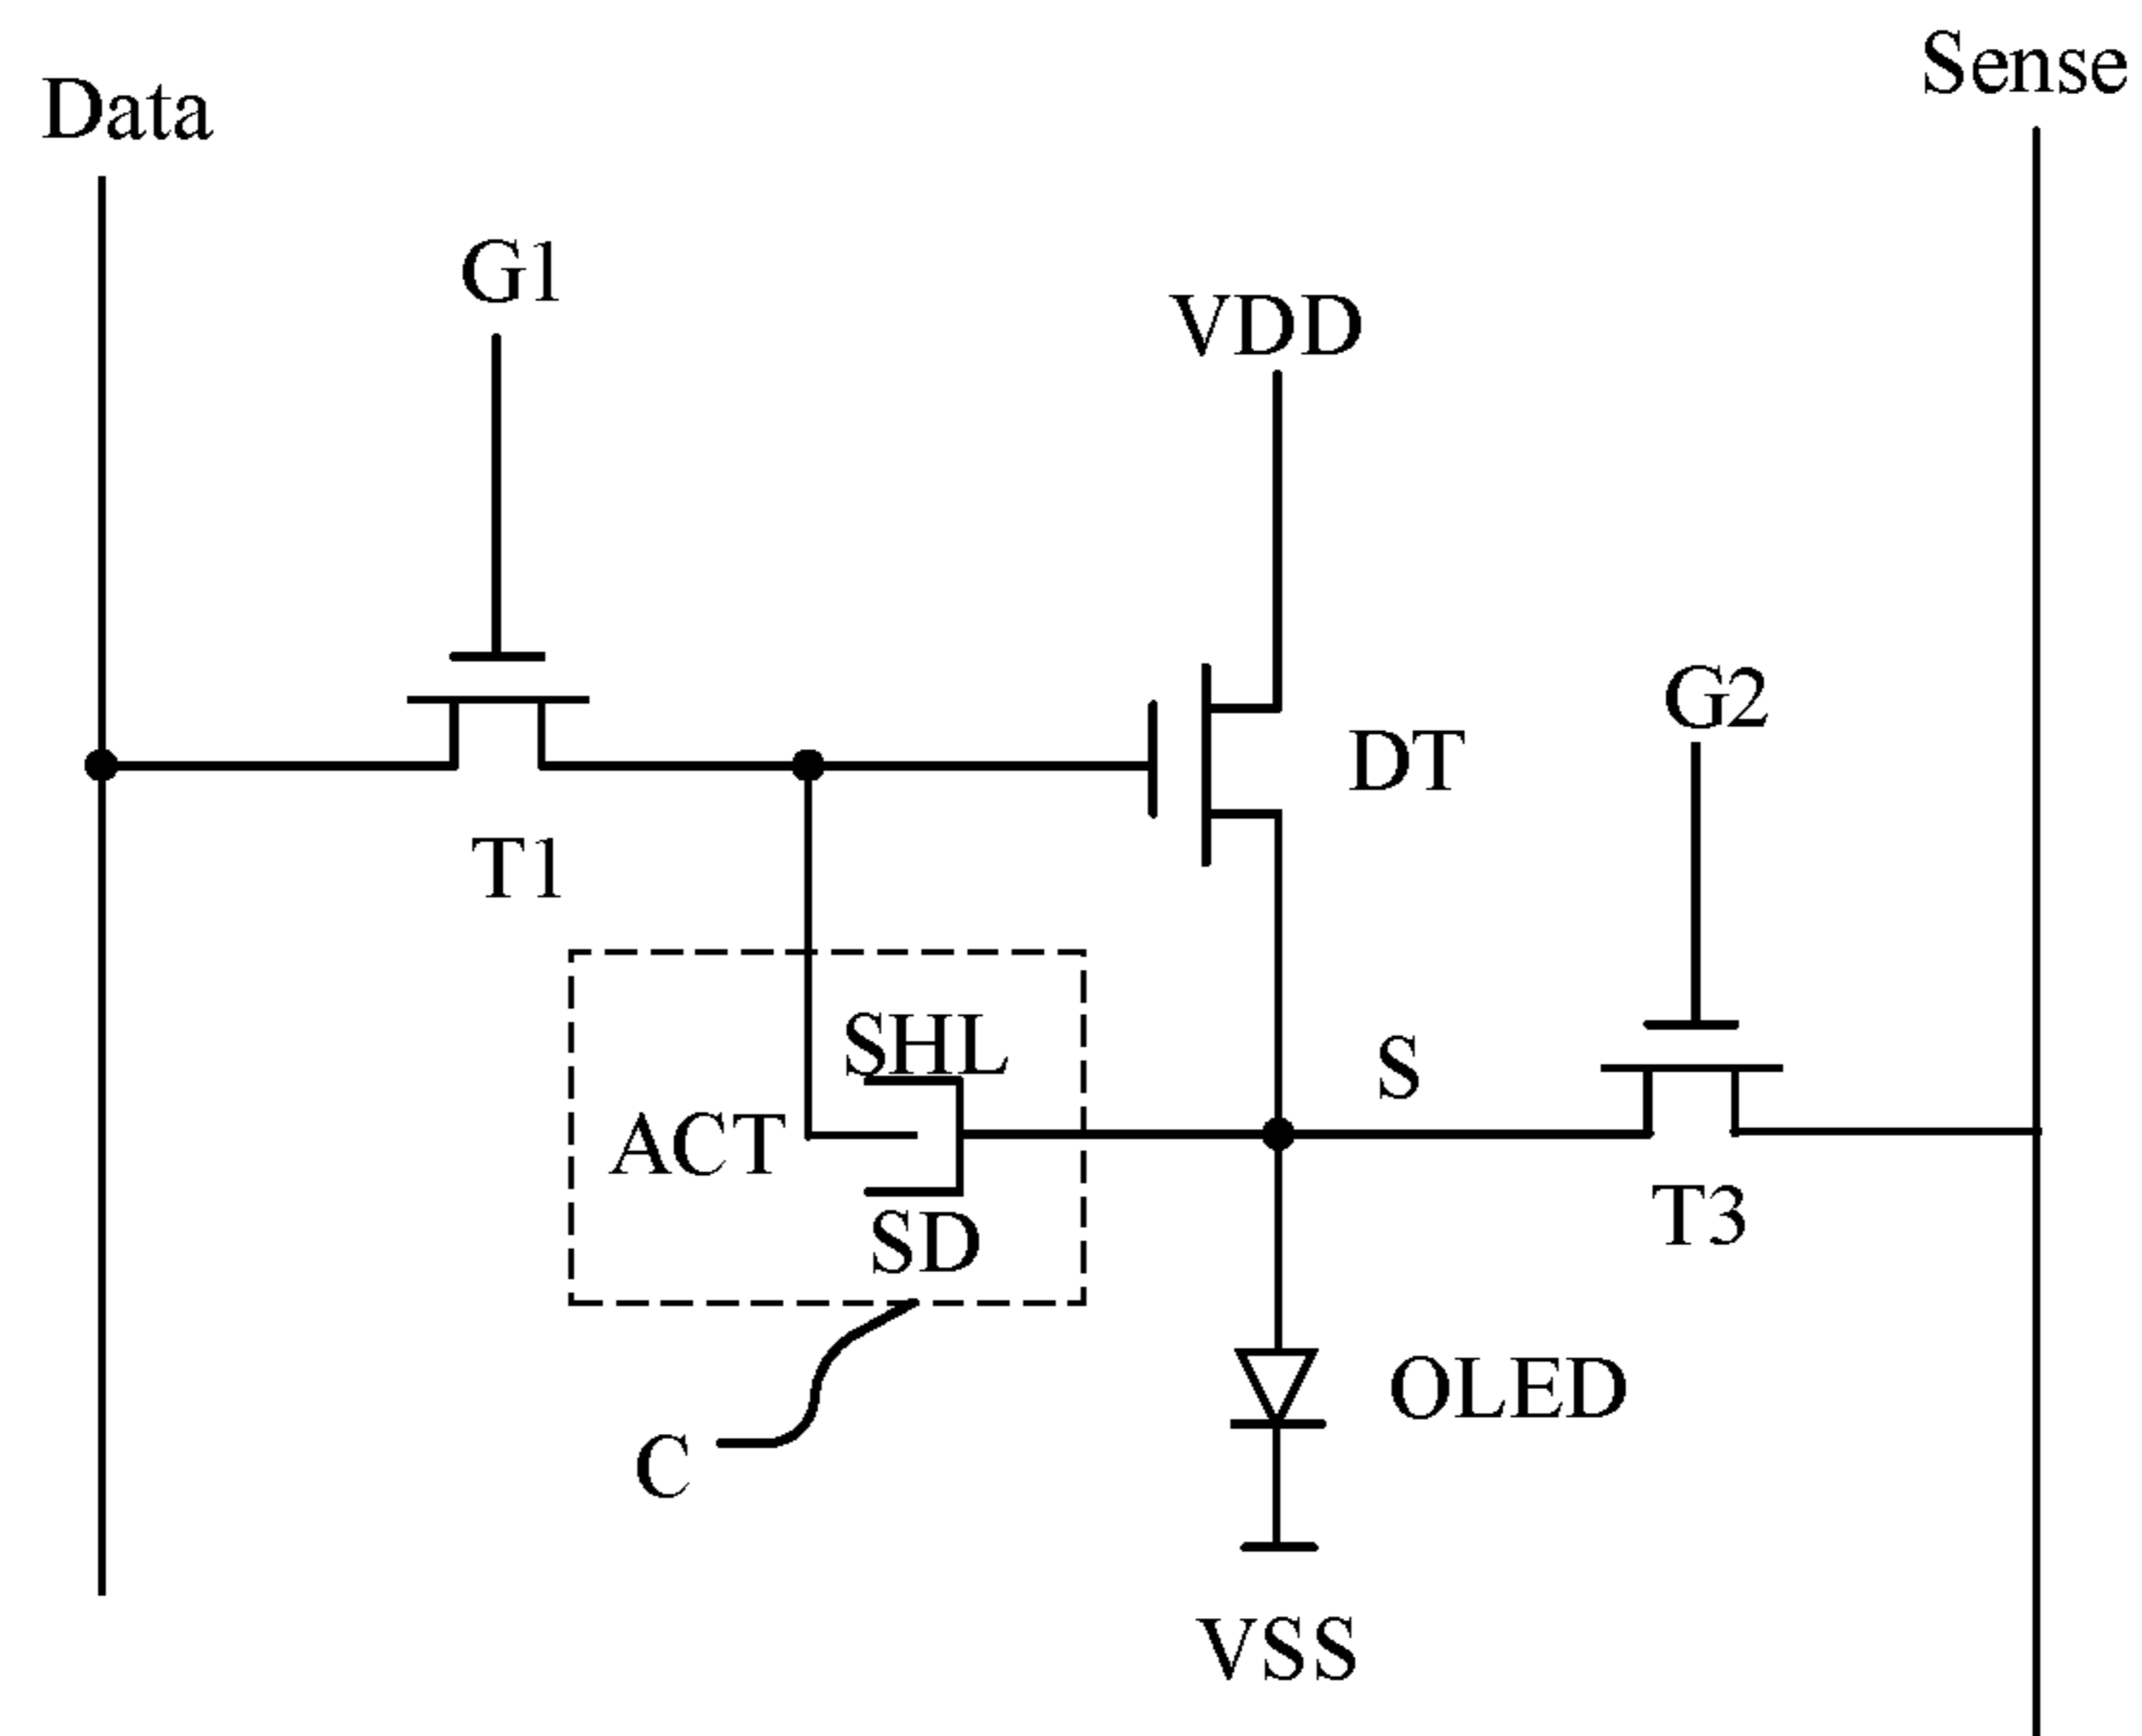 Sense
Data
G1
VDD
G2
DT
T1
SHL
S
ACT
T3
SD
OLED
C
VSS